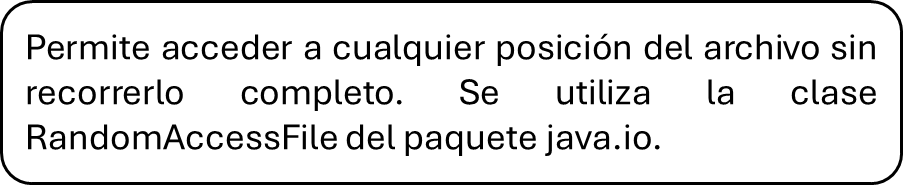 Permite acceder a cualquier posición del archivo sin
recorrerlo completo. Se utiliza la clase
RandomAccessFile del paquete java.io.